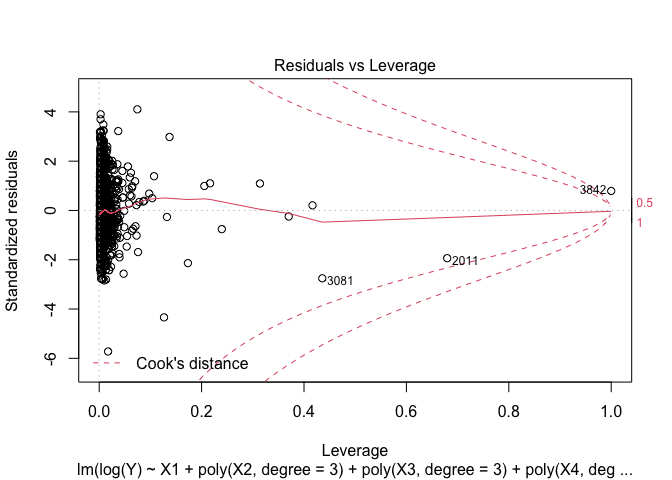 Residuals vs Leverage
Standardized residuals
4
2
0
-2
-4
-6
3842
0.5
1
2011
3081
Cook's distance
0.0 0.2 0.4 0.6 0.8 1.0
Leverage
lm(log(Y) ~ X1 + poly(X2, degree = 3) + poly(X3, degree = 3) + poly(X4, deg ...